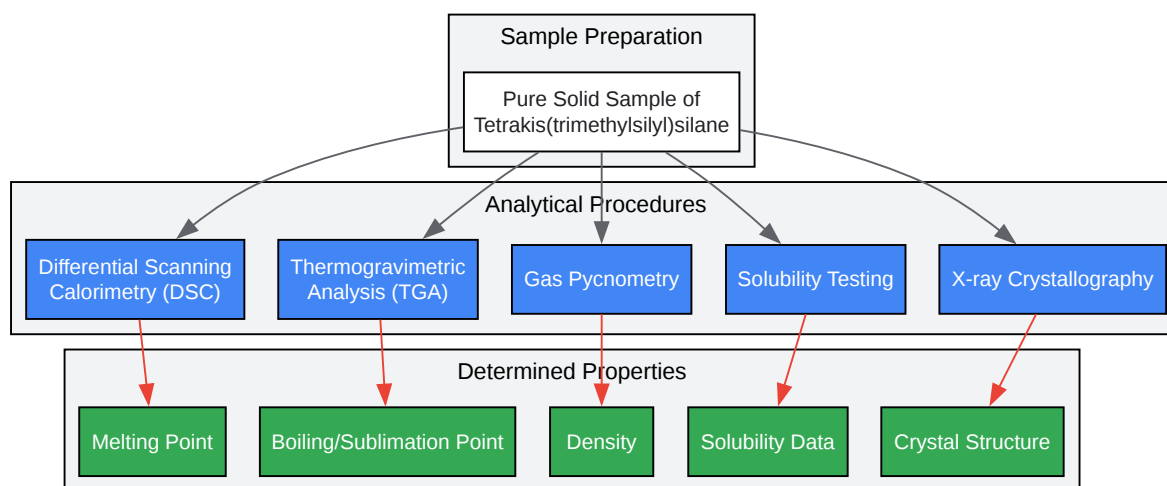 Sample Preparation
Pure Solid Sample of
Tetrakis(trimethylsilyl)silane
Analytical Procedures
Differential Scanning
Calorimetry (DSC)
Thermogravimetric
Analysis (TGA)
Gas Pycnometry
Solubility Testing
X-ray Crystallography
Determined Properties
Melting Point
Boiling/Sublimation Point
Density
Solubility Data
Crystal Structure